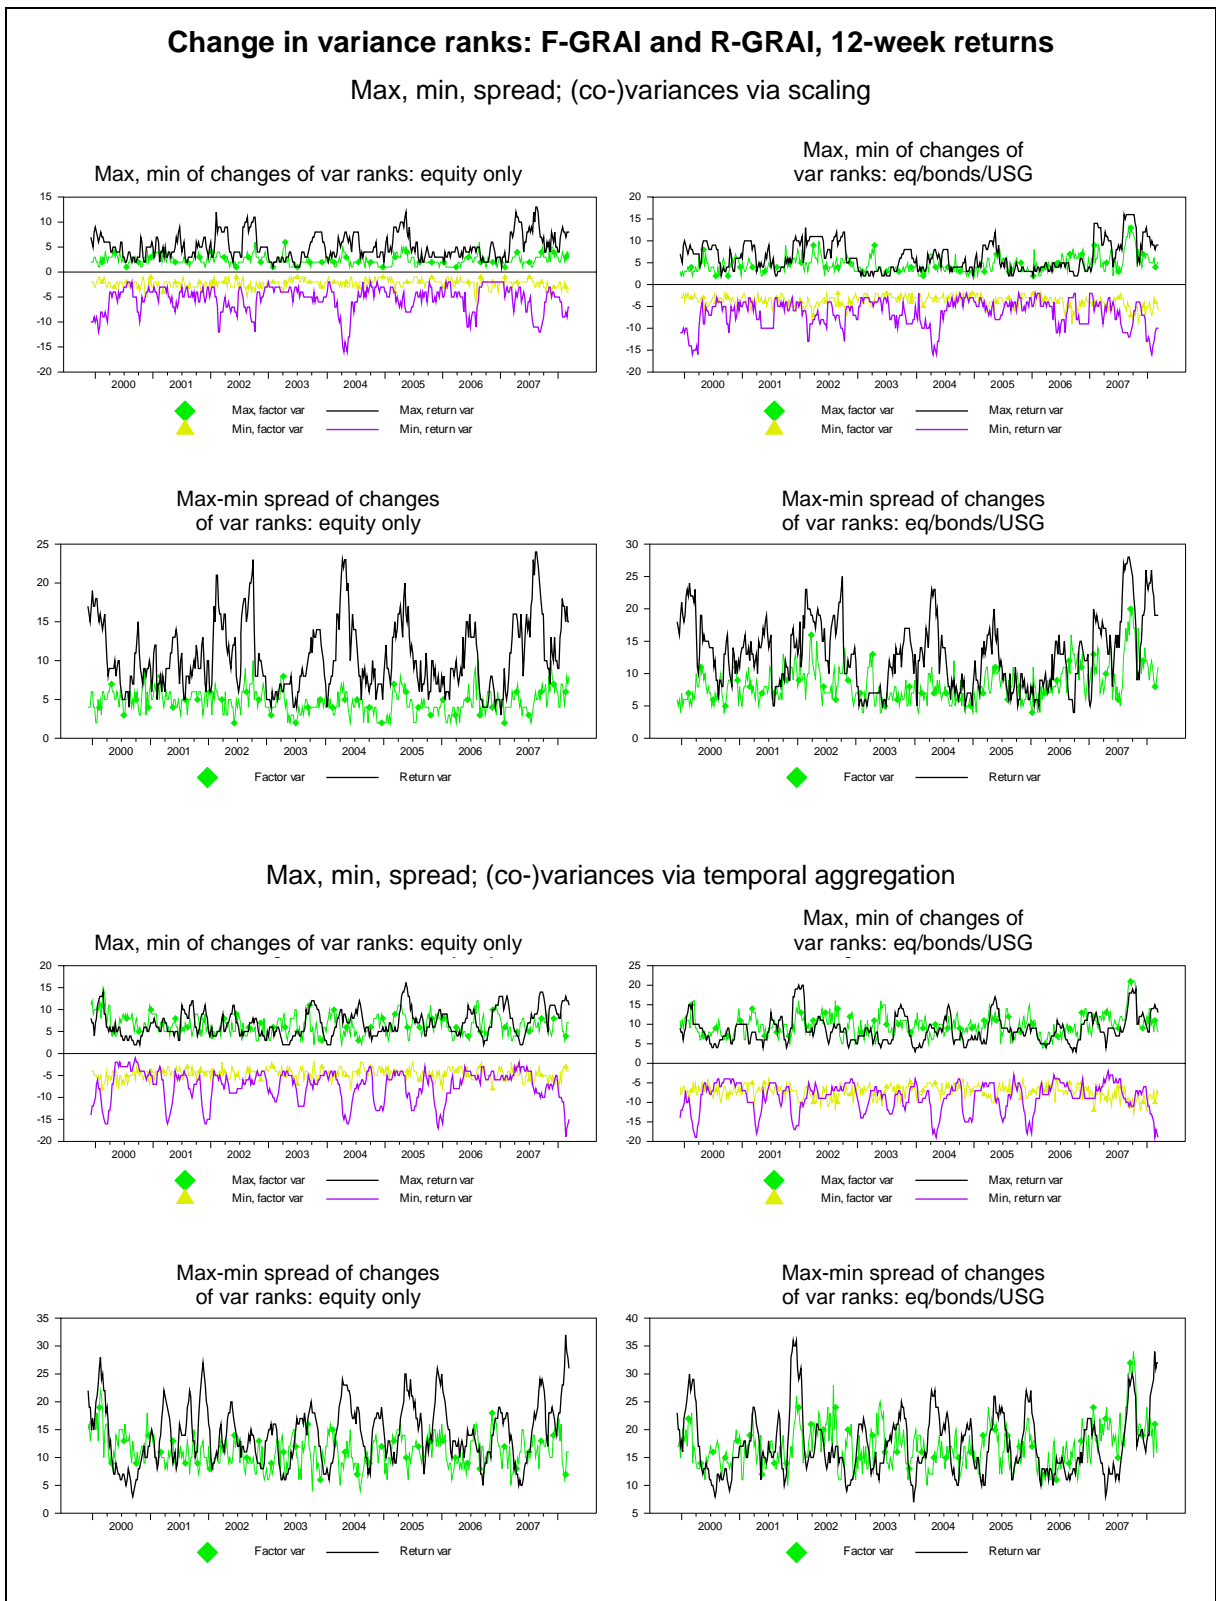 Change in variance ranks: F-GRAI and R-GRAI, 12-week returns
Max, min, spread; (co-)variances via scaling
Max, min of changes of var ranks: equity only
15
10
5
0
-5
-10
-15
-20
2000 2001 2002 2003 2004 2005 2006 2007
Max, factor var Max, return var
Min, factor var Min, return var
Max, min of changes of
var ranks: eq/bonds/USG
20
15
10
5
0
-5
-10
-15
-20
2000 2001 2002 2003 2004 2005 2006 2007
Max, factor var Max, return var
Min, factor var Min, return var
Max-min spread of changes
of var ranks: equity only
25
20
15
10
5
0
2000 2001 2002 2003 2004 2005 2006 2007
Factor var Return var
Max-min spread of changes
of var ranks: eq/bonds/USG
30
25
20
15
10
5
0
2000 2001 2002 2003 2004 2005 2006 2007
Factor var Return var
Max, min, spread; (co-)variances via temporal aggregation
Max, min of changes of var ranks: equity only
20
15
10
5
0
-5
-10
-15
-20
2000 2001 2002 2003 2004 2005 2006 2007
Max, factor var Max, return var
Min, factor var Min, return var
Max, min of changes of
var ranks: eq/bonds/USG
25
20
15
10
5
0
-5
-10
-15
-20
2000 2001 2002 2003 2004 2005 2006 2007
Max, factor var Max, return var
Min, factor var Min, return var
Max-min spread of changes
of var ranks: equity only
35
30
25
20
15
10
5
0
2000 2001 2002 2003 2004 2005 2006 2007
Factor var Return var
Max-min spread of changes
of var ranks: eq/bonds/USG
40
35
30
25
20
15
10
5
2000 2001 2002 2003 2004 2005 2006 2007
Factor var Return var